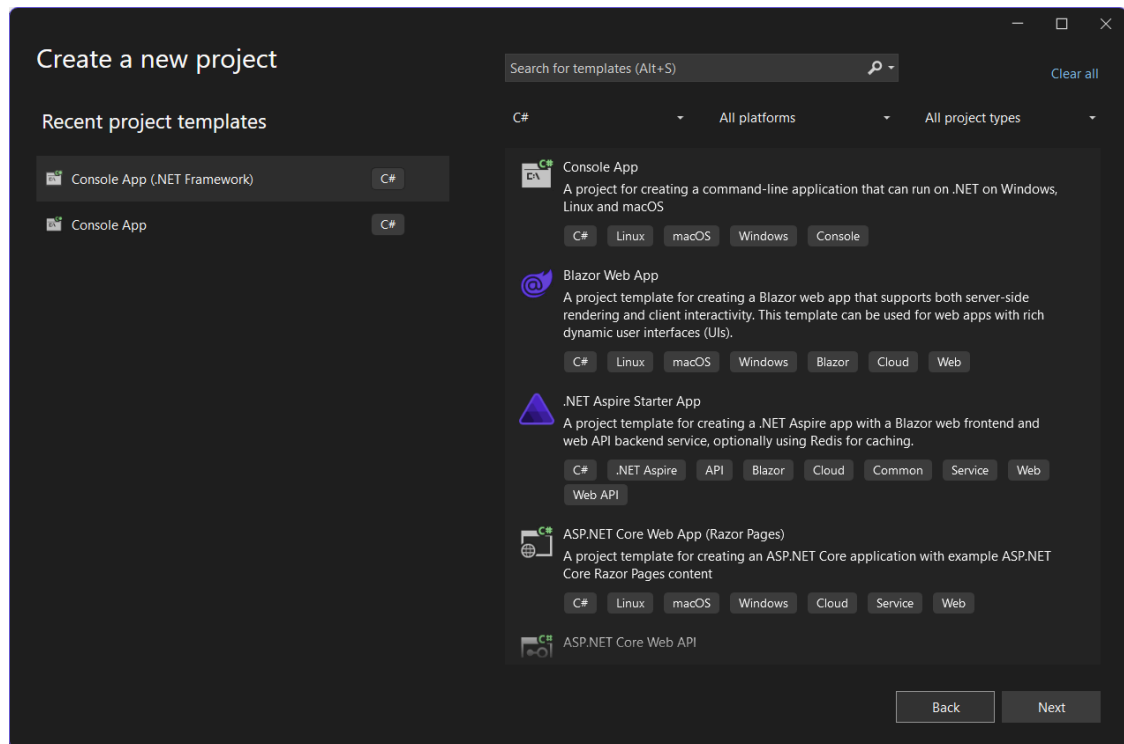 Create a new project
Search for templates (Alt+S)
Clear all
Recent project templates
C#
All platforms
All project types
Console App (.NET Framework)
C#
Console App
C#
Console App
A project for creating a command-line application that can run on .NET on Windows,
Linux and macOS
C# Linux macOS Windows Console
Blazor Web App
A project template for creating a Blazor web app that supports both server-side
rendering and client interactivity. This template can be used for web apps with rich
dynamic user interfaces (UIs).
C# Linux macOS Windows Blazor Cloud Web
.NET Aspire Starter App
A project template for creating a .NET Aspire app with a Blazor web frontend and
web API backend service, optionally using Redis for caching.
C# .NET Aspire API Blazor Cloud Common Service Web
Web API
ASP.NET Core Web App (Razor Pages)
A project template for creating an ASP.NET Core application with example ASP.NET
Core Razor Pages content
C# Linux macOS Windows Cloud Service Web
ASP.NET Core Web API
Back
Next